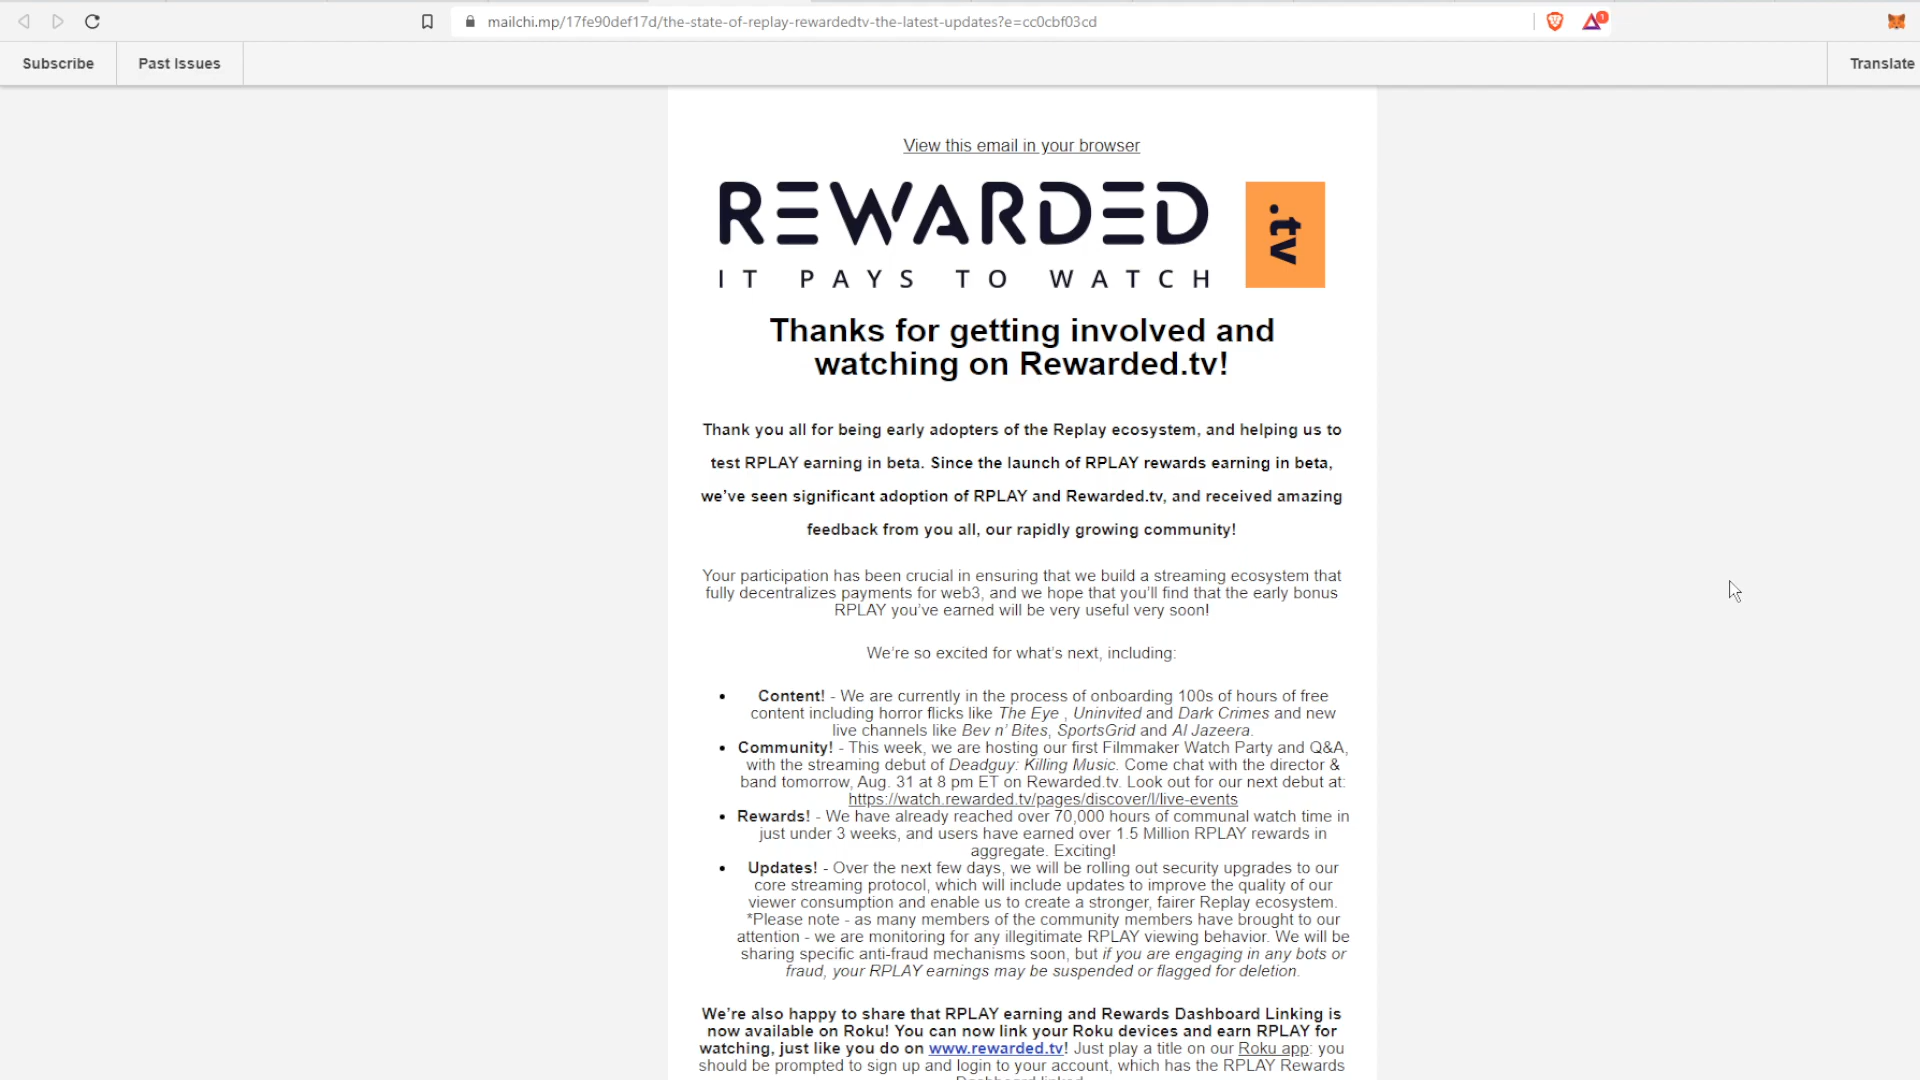 mailchi.mp/17fe90def17d/the-state-of-replay-rewardedtv-the-latest-updates?e=cc0cbf03cd
1
Subscribe
Past Issues
Translate
View this email in your browser
REWARDED
.tv
IT PAYS TO WATCH
Thanks for getting involved and
watching on Rewarded.tv!
Thank you all for being early adopters of the Replay ecosystem, and helping us to
test RPLAY earning in beta. Since the launch of RPLAY rewards earning in beta,
we've seen significant adoption of RPLAY and Rewarded.tv, and received amazing
feedback from you all, our rapidly growing community!
Your participation has been crucial in ensuring that we build a streaming ecosystem that
fully decentralizes payments for web3, and we hope that you'll find that the early bonus
RPLAY you've earned will be very useful very soon!
We're so excited for what's next, including:
• Content! - We are currently in the process of onboarding 100s of hours of free
content including horror flicks like The Eye , Uninvited and Dark Crimes and new
live channels like Bev n' Bites, SportsGrid and Al Jazeera.
• Community! - This week, we are hosting our first Filmmaker Watch Party and Q&A,
with the streaming debut of Deadguy: Killing Music. Come chat with the director &
band tomorrow, Aug. 31 at 8 pm ET on Rewarded.tv. Look out for our next debut at:
https://watch.rewarded.tv/pages/discover/l/live-events
• Rewards! - We have already reached over 70,000 hours of communal watch time in
just under 3 weeks, and users have earned over 1.5 Million RPLAY rewards in
aggregate. Exciting!
• Updates! - Over the next few days, we will be rolling out security upgrades to our
core streaming protocol, which will include updates to improve the quality of our
viewer consumption and enable us to create a stronger, fairer Replay ecosystem.
*Please note - as many members of the community members have brought to our
attention - we are monitoring for any illegitimate RPLAY viewing behavior. We will be
sharing specific anti-fraud mechanisms soon, but if you are engaging in any bots or
fraud, your RPLAY earnings may be suspended or flagged for deletion.
We're also happy to share that RPLAY earning and Rewards Dashboard Linking is
now available on Roku! You can now link your Roku devices and earn RPLAY for
watching, just like you do on www.rewarded.tv! Just play a title on our Roku app: you
should be prompted to sign up and login to your account, which has the RPLAY Rewards
Dashboard linked